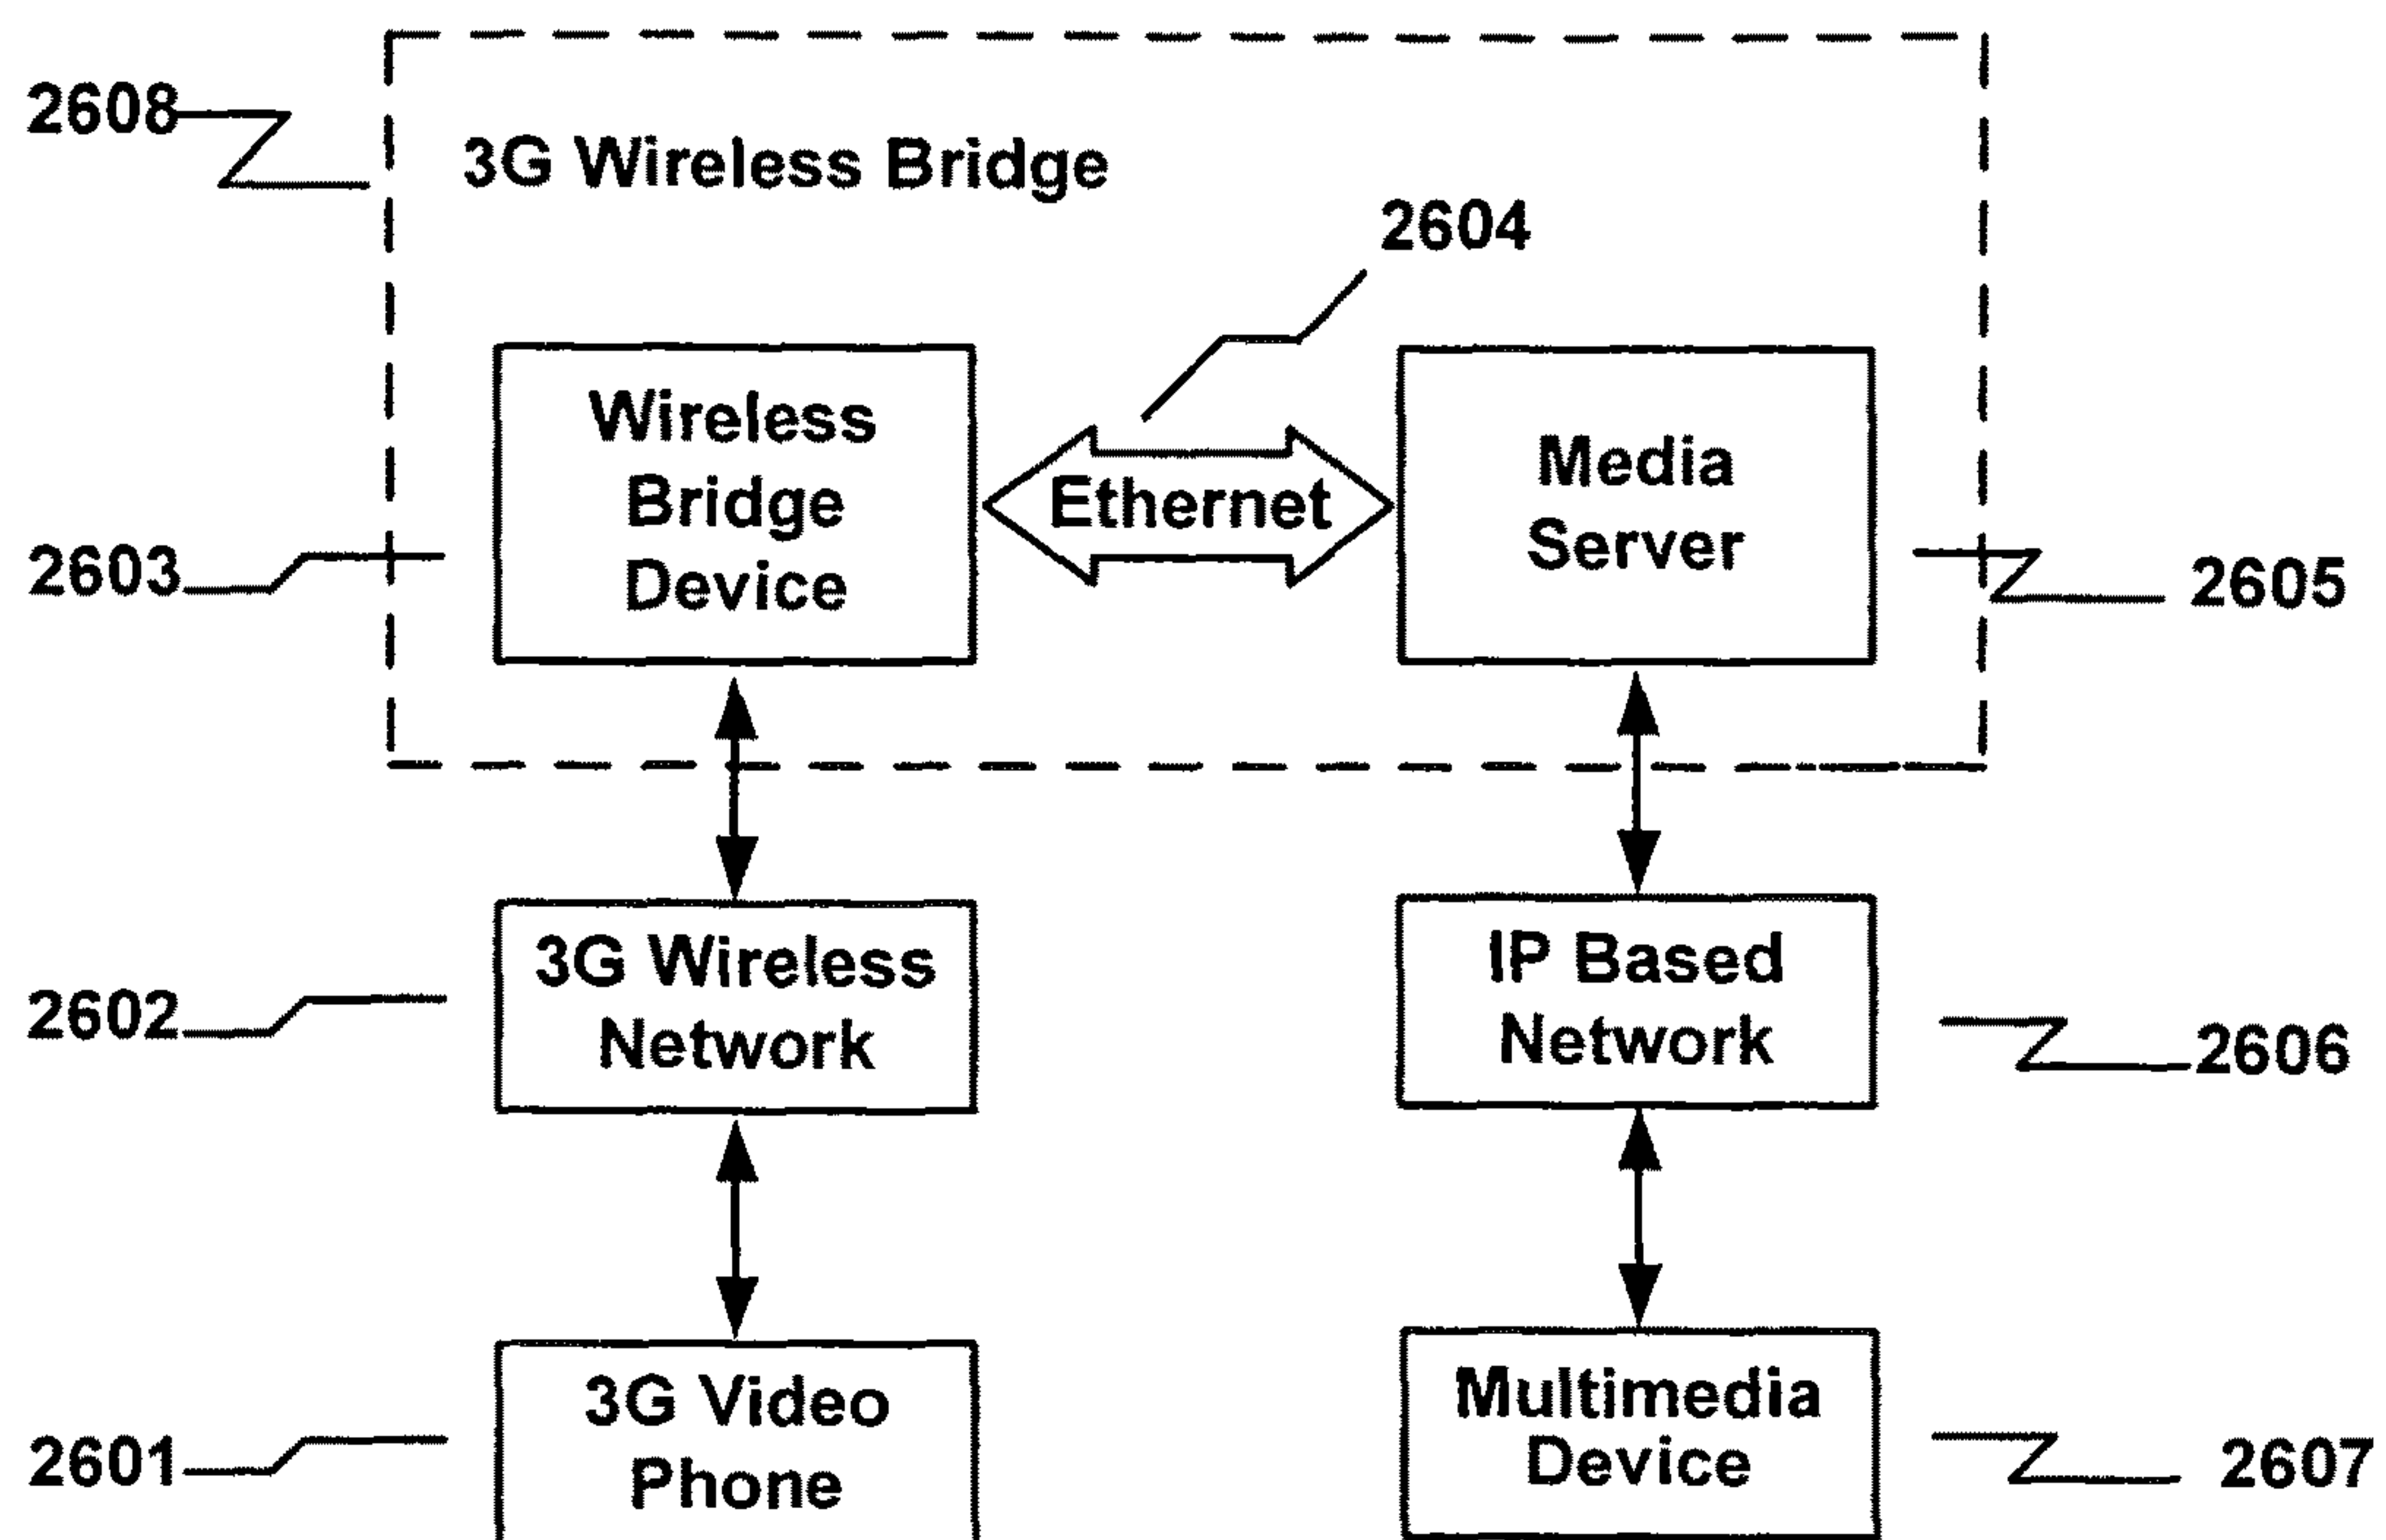 2608
3G Wireless Bridge
2604
Wireless
Bridge
Device
Ethernet
Media
Server
2603
2605
3G Wireless
Network
IP Based
Network
2602
2606
3G Video
Phone
Multimedia
Device
2601
2607